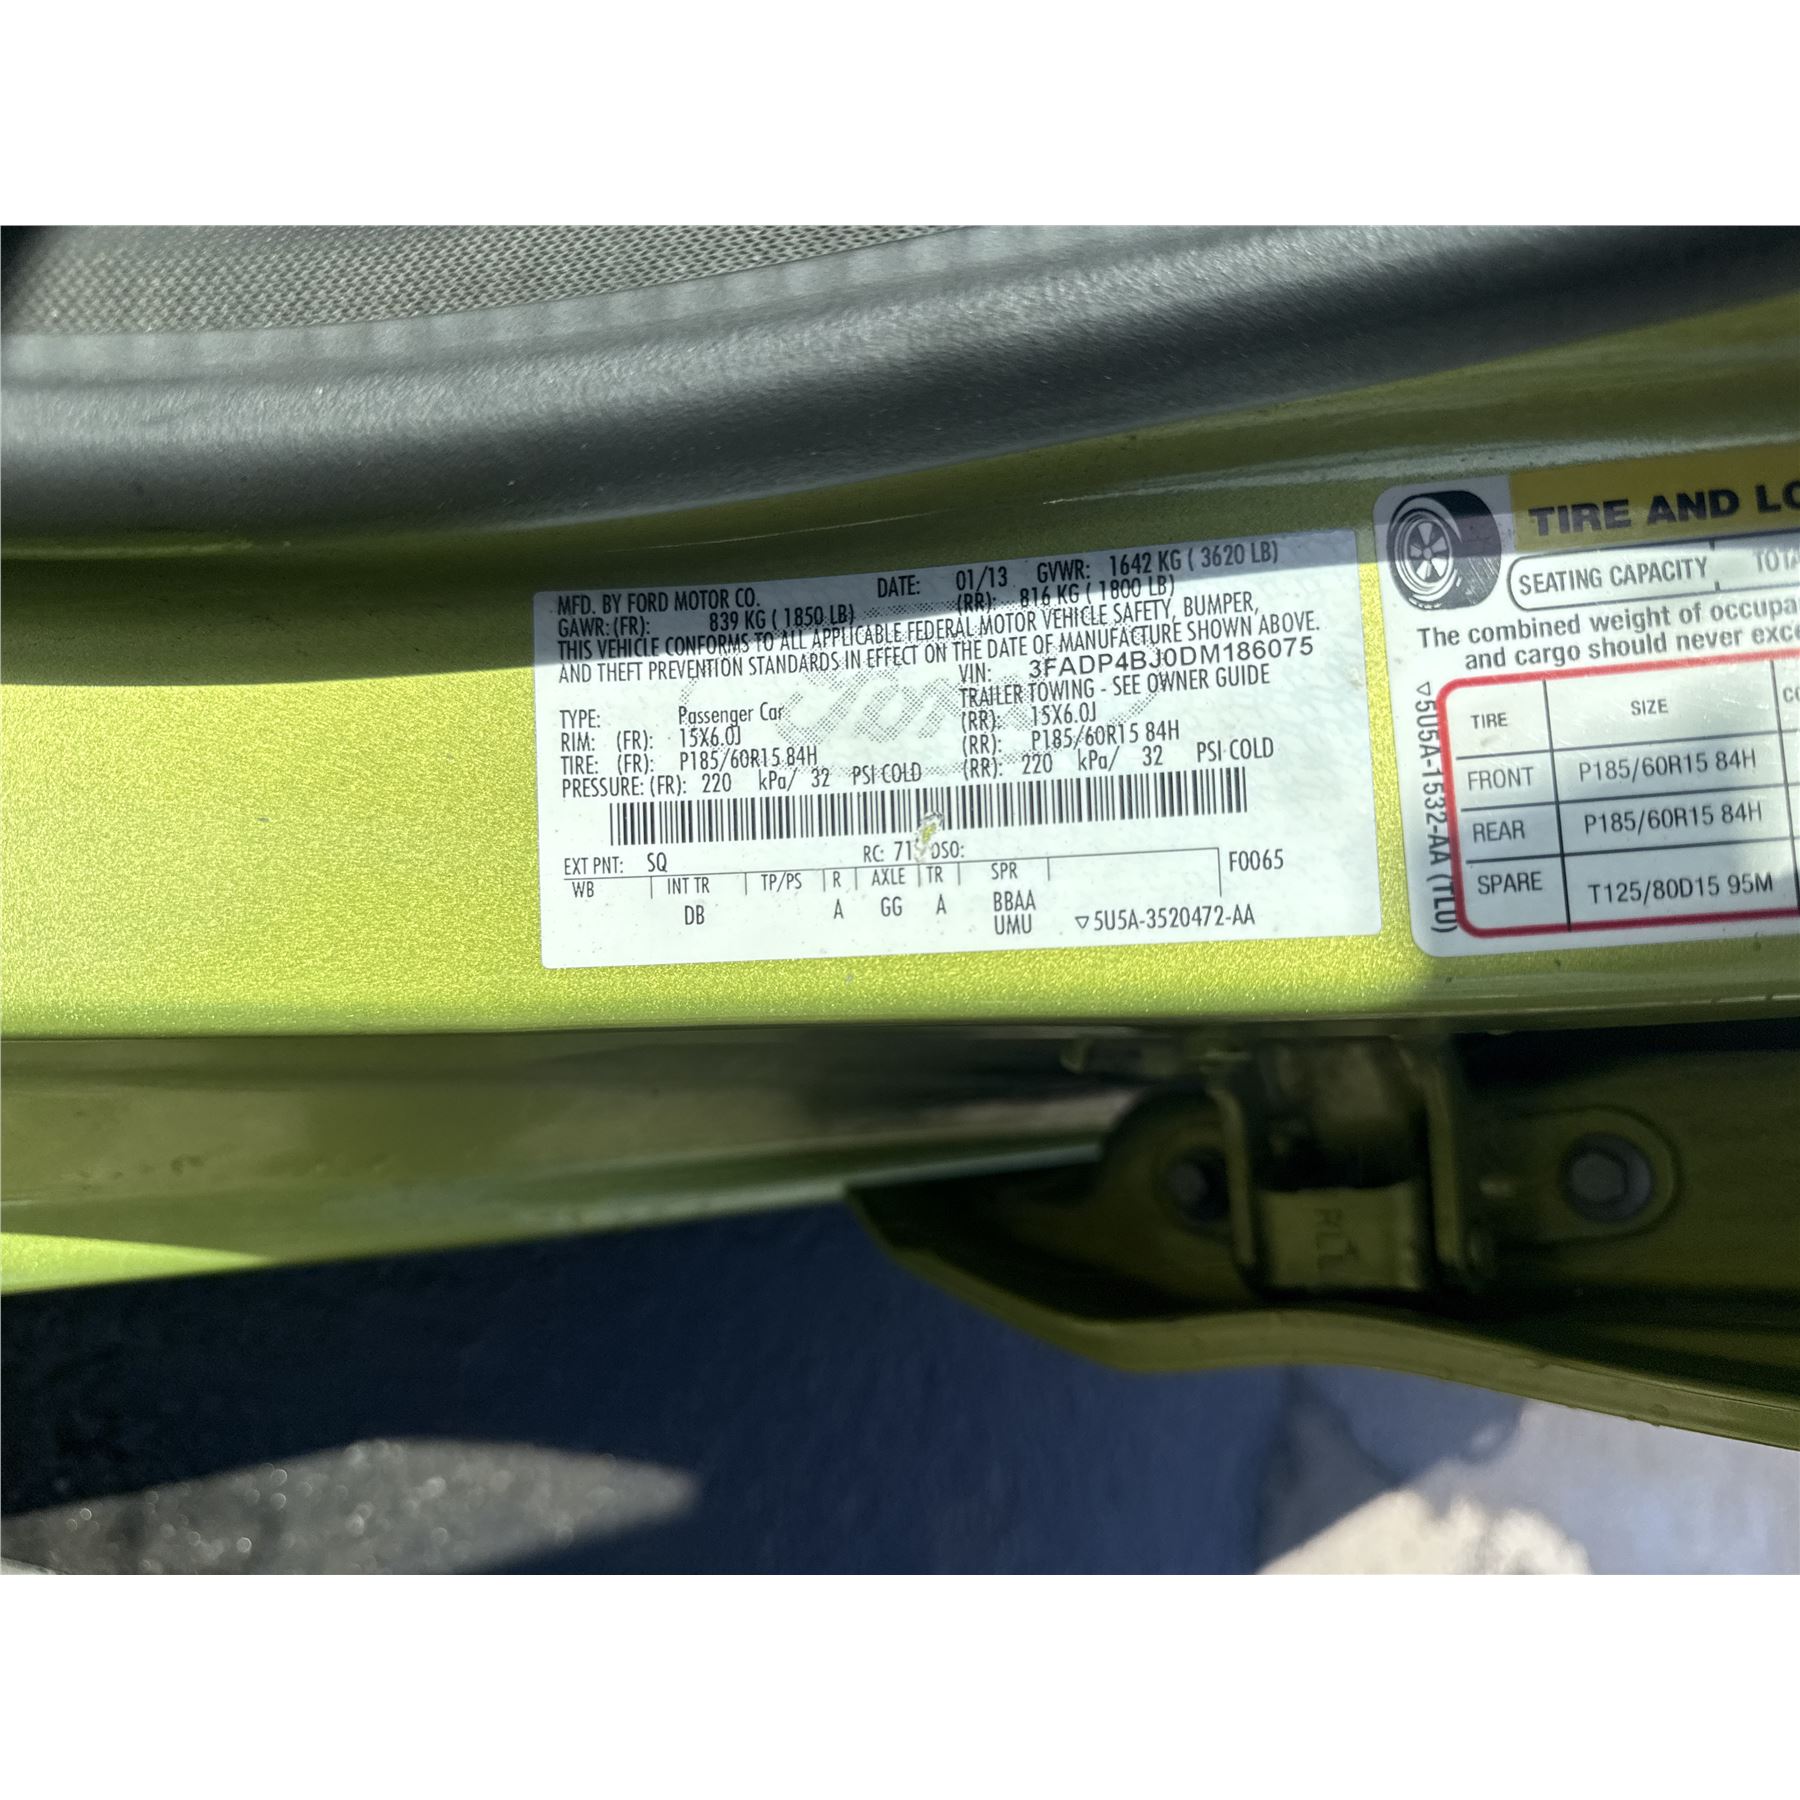 MFD. BY FORD MOTOR CO. DATE: 01/13 GVWR: 1642 KG ( 3620 LB)
GAWR: (FR): 839 KG ( 1850 LB) (RR): 816 KG ( 1800 LB)
THIS VEHICLE CONFORMS TO ALL APPLICABLE FEDERAL MOTOR VEHICLE SAFETY, BUMPER,
AND THEFT PREVENTION STANDARDS IN EFFECT ON THE DATE OF MANUFACTURE SHOWN ABOVE.
VIN: 3FADP4BJ0DM186075
TRAILER TOWING - SEE OWNER GUIDE
TYPE: Passenger Car
RIM: (FR): 15X6.0J (RR): 15X6.0J
TIRE: (FR): P185/60R15 84H (RR): P185/60R15 84H
PRESSURE: (FR): 220 kPa/ 32 PSI COLD (RR): 220 kPa/ 32 PSI COLD
Ford
EXT PNT: SQ RC: 71 DSO:
WB INT TR TP/PS R AXLE TR SPR F0065
DB A GG A BBAA
UMU ▽5U5A-3520472-AA
TIRE AND LO
SEATING CAPACITY TOTA
The combined weight of occupa
and cargo should never exce
▽5U5A-1532-AA (TLU)
TIRE SIZE CO
FRONT P185/60R15 84H
REAR P185/60R15 84H
SPARE T125/80D15 95M